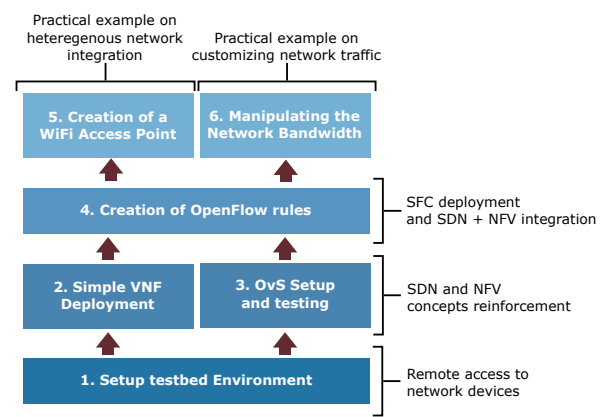 Practical example on
heteregenous network
integration
Practical example on
customizing network traffic
5. Creation of a
WiFi Access Point
6. Manipulating the
Network Bandwidth
4. Creation of OpenFlow rules
SFC deployment
and SDN + NFV integration
2. Simple VNF
Deployment
3. OvS Setup
and testing
SDN and NFV
concepts reinforcement
1. Setup testbed Environment
Remote access to
network devices